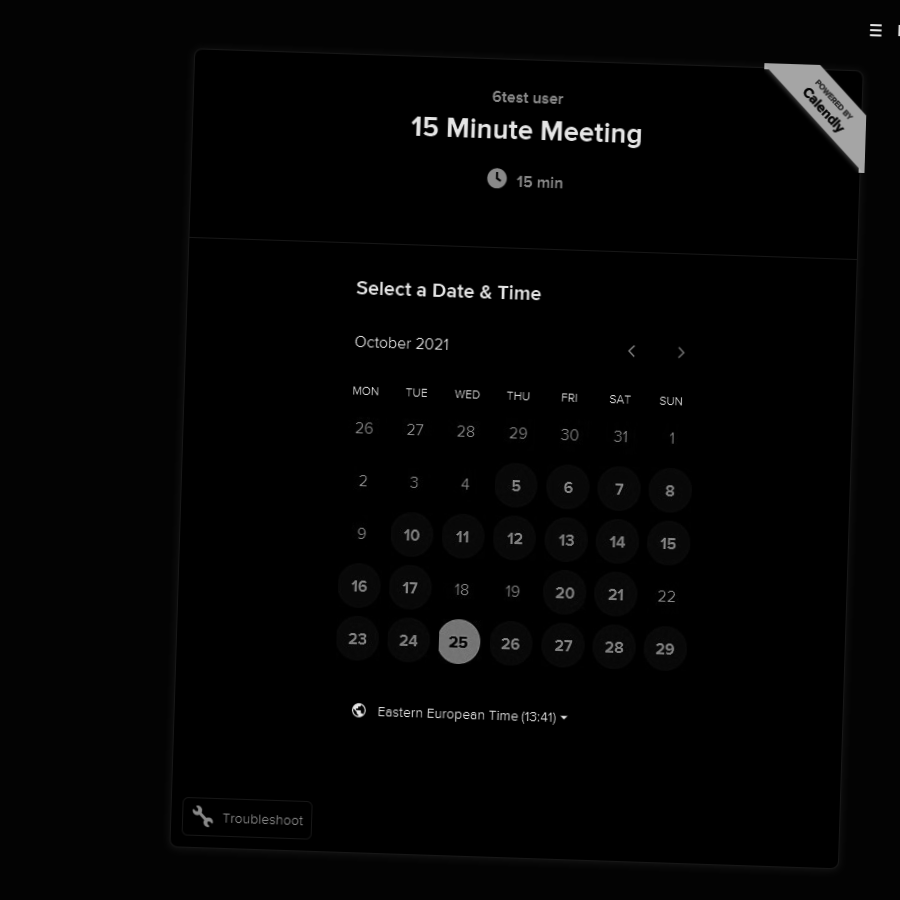 POWERED BY
Calendly
6test user
15 Minute Meeting
15 min
Select a Date & Time
October 2021
MON TUE WED THU FRI SAT SUN
26 27 28 29 30 31 1
2 3 4 5 6 7 8
9 10 11 12 13 14 15
16 17 18 19 20 21 22
23 24 25 26 27 28 29
Eastern European Time (13:41)
Troubleshoot